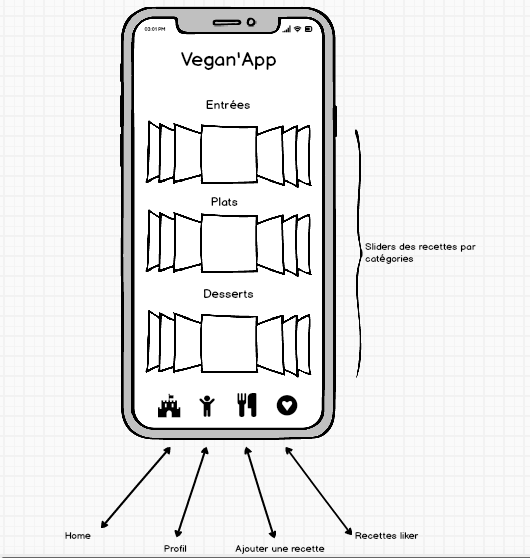 03:01 PM
Vegan'App
Entrées
Plats
Desserts
Sliders des recettes par
catégories
Home
Profil
Ajouter une recette
Recettes liker